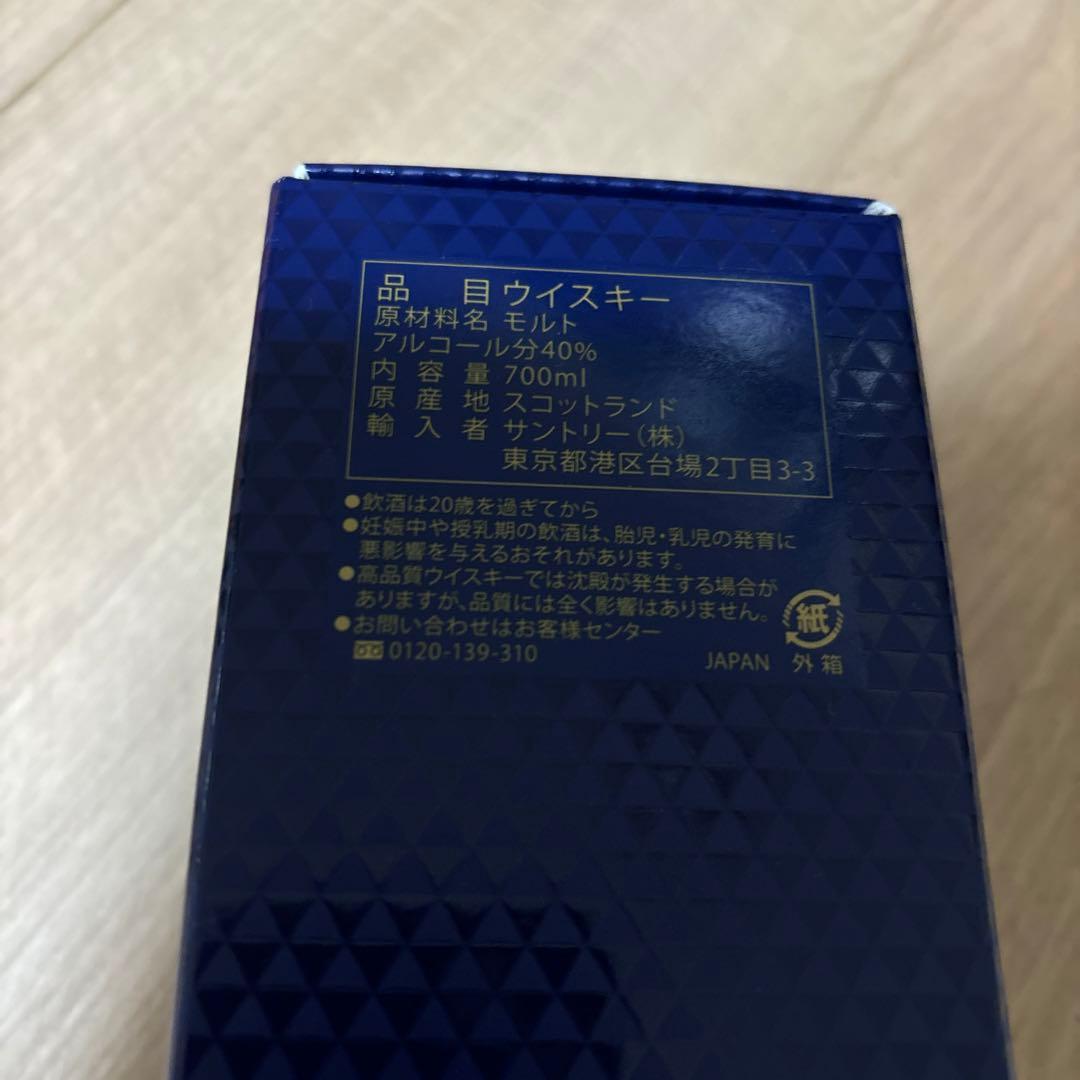 品 目 ウイスキー
原材料名 モルト
アルコール分40%
内容量 700ml
原産地 スコットランド
輸入者 サントリー(株)
東京都港区台場2丁目3-3
●飲酒は20歳を過ぎてから
●妊娠中や授乳期の飲酒は、胎児・乳児の発育に
悪影響を与えるおそれがあります。
●高品質ウイスキーでは沈殿が発生する場合が
ありますが、品質には全く影響はありません。
●お問い合わせはお客様センター
0120-139-310
紙
JAPAN 外箱